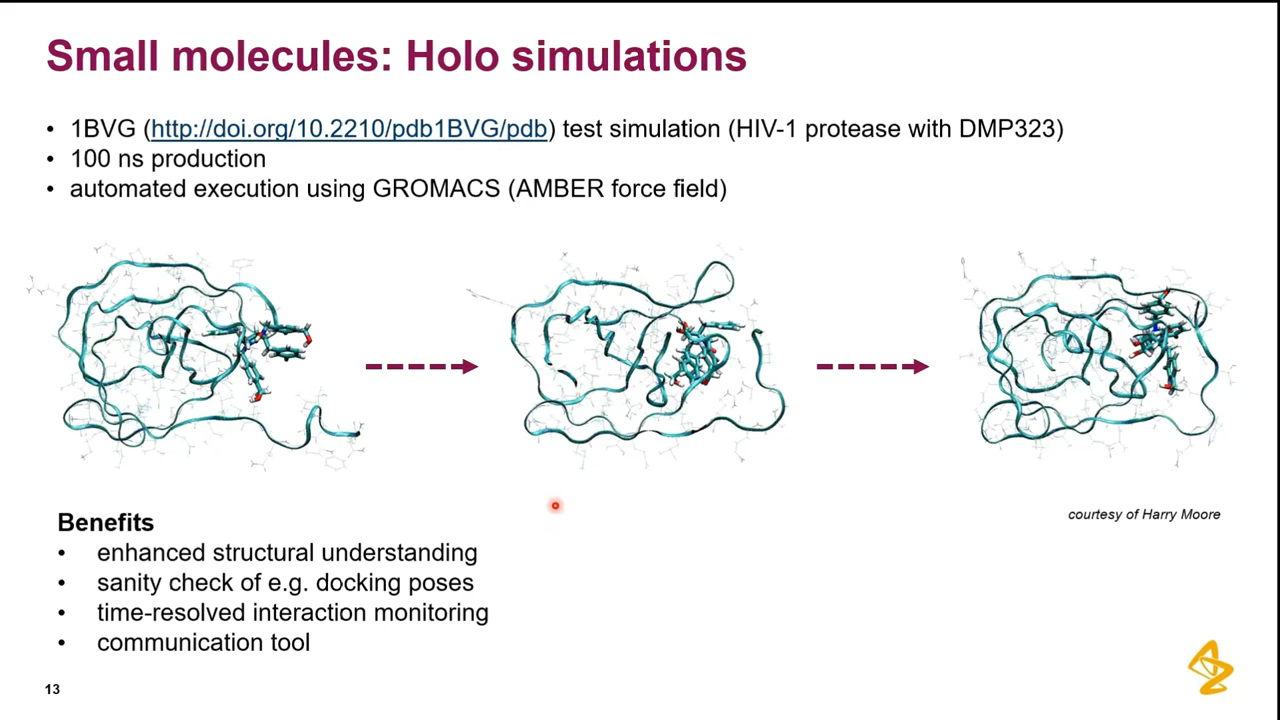 Small molecules: Holo simulations
• 1BVG (http://doi.org/10.2210/pdb1BVG/pdb) test simulation (HIV-1 protease with DMP323)
• 100 ns production
• automated execution using GROMACS (AMBER force field)
courtesy of Harry Moore
Benefits
• enhanced structural understanding
• sanity check of e.g. docking poses
• time-resolved interaction monitoring
• communication tool
13